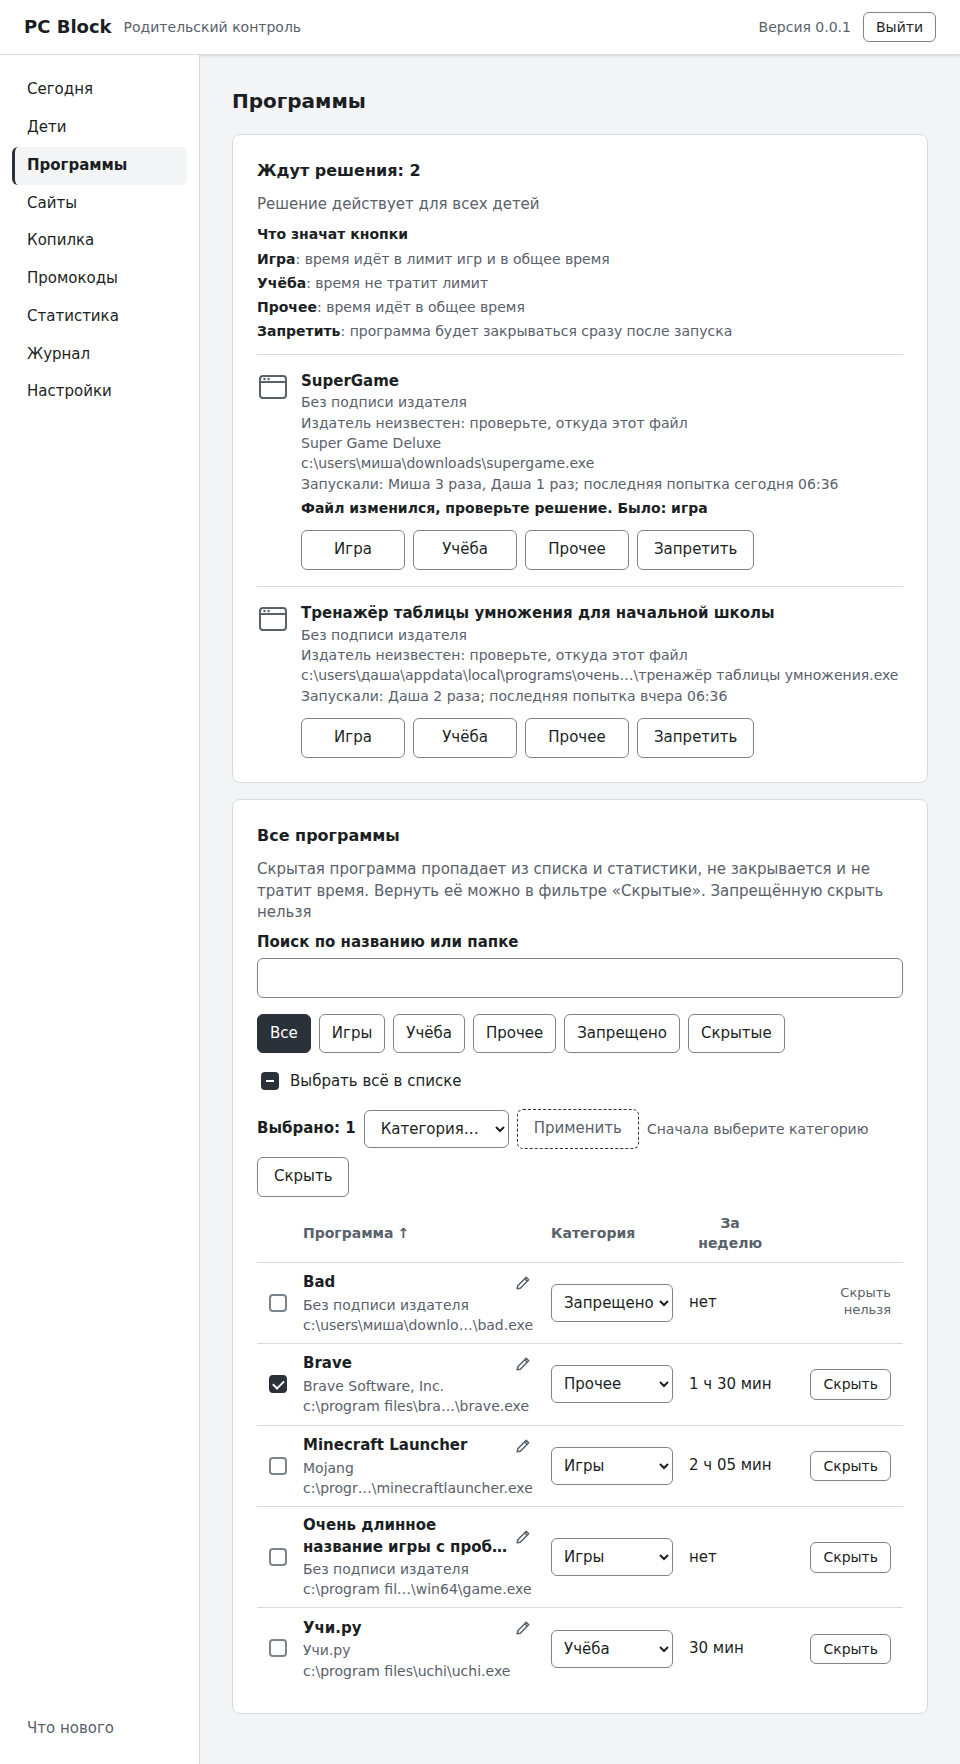 PC Block Родительский контроль Версия 0.0.1 Выйти
Сегодня
Дети
Программы
Сайты
Копилка
Промокоды
Статистика
Журнал
Настройки
Что нового
Программы
Ждут решения: 2
Решение действует для всех детей
Что значат кнопки
Игра: время идёт в лимит игр и в общее время
Учёба: время не тратит лимит
Прочее: время идёт в общее время
Запретить: программа будет закрываться сразу после запуска
SuperGame
Без подписи издателя
Издатель неизвестен: проверьте, откуда этот файл
Super Game Deluxe
c:\users\миша\downloads\supergame.exe
Запускали: Миша 3 раза, Даша 1 раз; последняя попытка сегодня 06:36
Файл изменился, проверьте решение. Было: игра
Игра Учёба Прочее Запретить
Тренажёр таблицы умножения для начальной школы
Без подписи издателя
Издатель неизвестен: проверьте, откуда этот файл
c:\users\даша\appdata\local\programs\очень…\тренажёр таблицы умножения.exe
Запускали: Даша 2 раза; последняя попытка вчера 06:36
Игра Учёба Прочее Запретить
Все программы
Скрытая программа пропадает из списка и статистики, не закрывается и не
тратит время. Вернуть её можно в фильтре «Скрытые». Запрещённую скрыть
нельзя
Поиск по названию или папке
Все Игры Учёба Прочее Запрещено Скрытые
Выбрать всё в списке
Выбрано: 1 Категория… Применить Сначала выберите категорию
Скрыть
Программа ↑ Категория За
неделю
Bad
Без подписи издателя
c:\users\миша\downlo…\bad.exe
Запрещено нет Скрыть
нельзя
Brave
Brave Software, Inc.
c:\program files\bra…\brave.exe
Прочее 1 ч 30 мин Скрыть
Minecraft Launcher
Mojang
c:\progr…\minecraftlauncher.exe
Игры 2 ч 05 мин Скрыть
Очень длинное
название игры с проб…
Без подписи издателя
c:\program fil…\win64\game.exe
Игры нет Скрыть
Учи.ру
Учи.ру
c:\program files\uchi\uchi.exe
Учёба 30 мин Скрыть